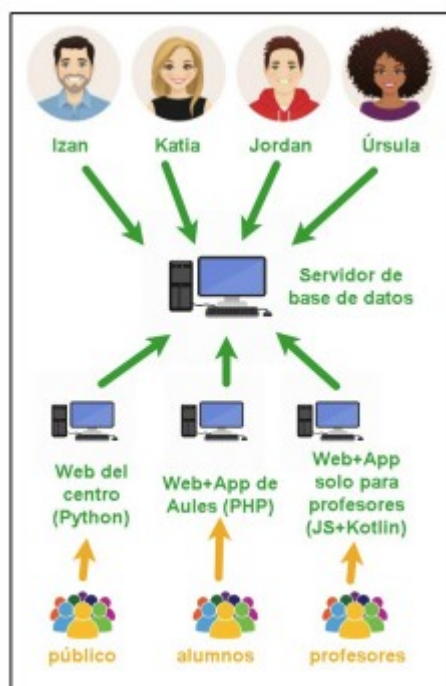 Izan
Katia
Jordan
Úrsula
Servidor de
base de datos
Web del
centro
(Python)
Web+App de
Aules (PHP)
Web+App
solo para
profesores
(JS+Kotlin)
público
alumnos
profesores